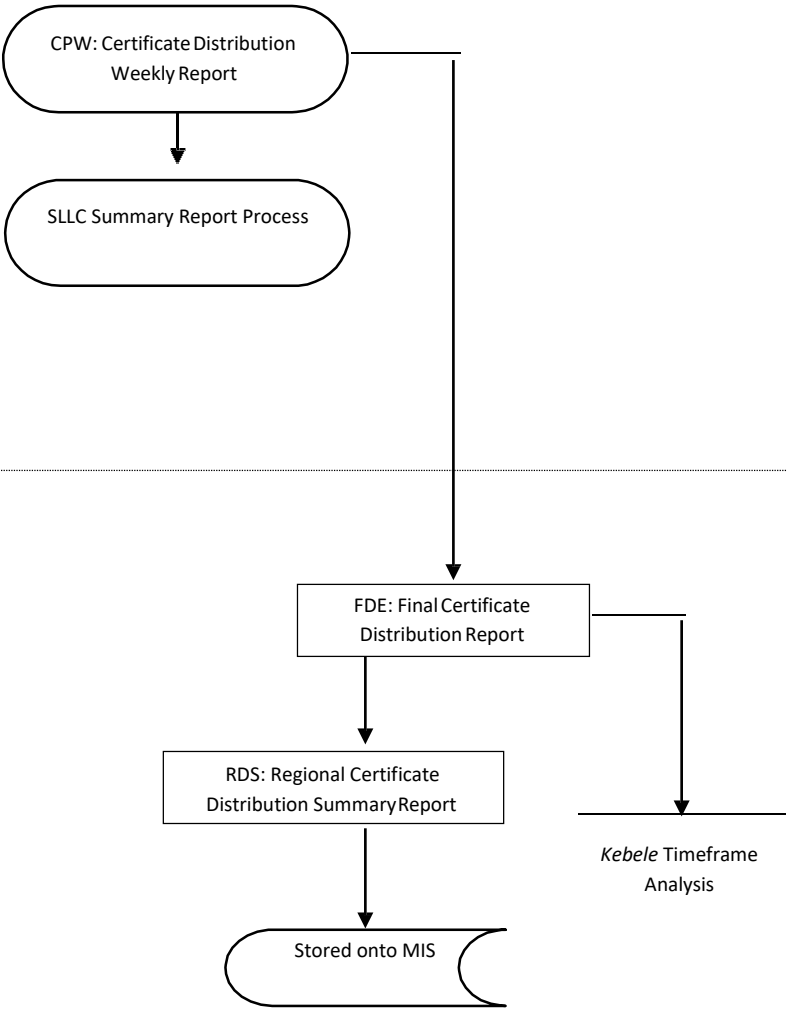 CPW: Certificate Distribution
Weekly Report
SLLC Summary Report Process
FDE: Final Certificate
Distribution Report
RDS: Regional Certificate
Distribution Summary Report
Kebele Timeframe
Analysis
Stored onto MIS